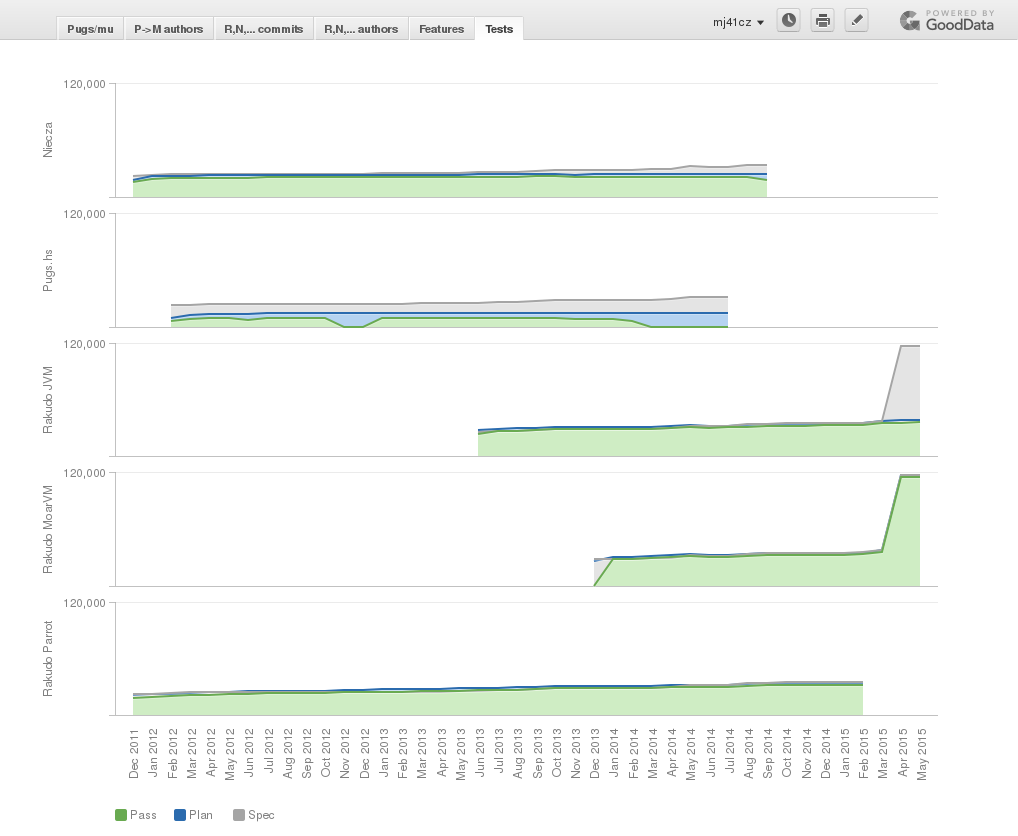 Pugs/mu P->M authors R,N,... commits R,N,... authors Features Tests mj41cz POWERED BY GoodData
120,000
Niecza
120,000
Pugs.hs
120,000
Rakudo JVM
120,000
Rakudo MoarVM
120,000
Rakudo Parrot
Dec 2011
Jan 2012
Feb 2012
Mar 2012
Apr 2012
May 2012
Jun 2012
Jul 2012
Aug 2012
Sep 2012
Oct 2012
Nov 2012
Dec 2012
Jan 2013
Feb 2013
Mar 2013
Apr 2013
May 2013
Jun 2013
Jul 2013
Aug 2013
Sep 2013
Oct 2013
Nov 2013
Dec 2013
Jan 2014
Feb 2014
Mar 2014
Apr 2014
May 2014
Jun 2014
Jul 2014
Aug 2014
Sep 2014
Oct 2014
Nov 2014
Dec 2014
Jan 2015
Feb 2015
Mar 2015
Apr 2015
May 2015
Pass Plan Spec